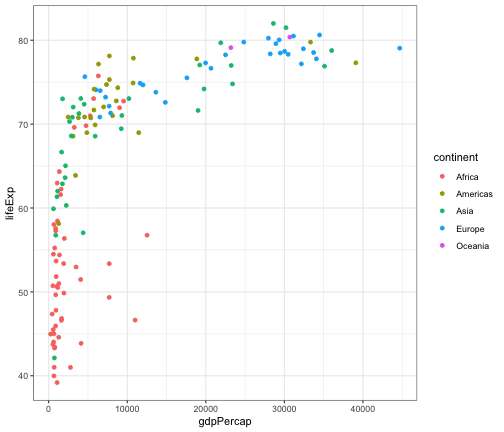 80
70
60
50
40
lifeExp
0
10000
20000
30000
40000
gdpPercap
continent
Africa
Americas
Asia
Europe
Oceania